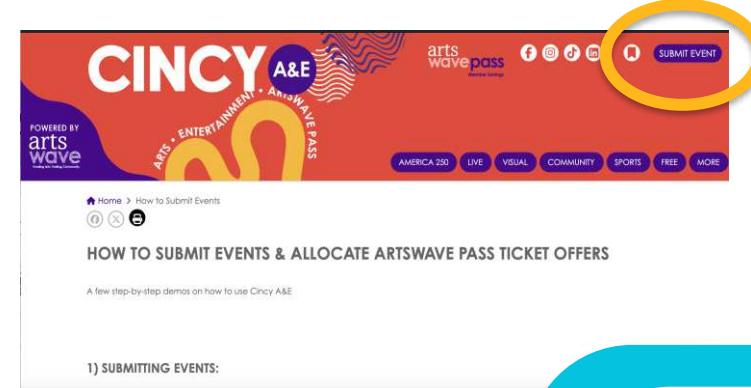 CINCY A&E
ARTS • ENTERTAINMENT • ARTSWAVE PASS
POWERED BY
arts
wave
arts
wave pass
Member Savings
SUBMIT EVENT
AMERICA 250 LIVE VISUAL COMMUNITY SPORTS FREE MORE
Home > How to Submit Events
HOW TO SUBMIT EVENTS & ALLOCATE ARTSWAVE PASS TICKET OFFERS
A few step-by-step demos on how to use Cincy A&E
1) SUBMITTING EVENTS: